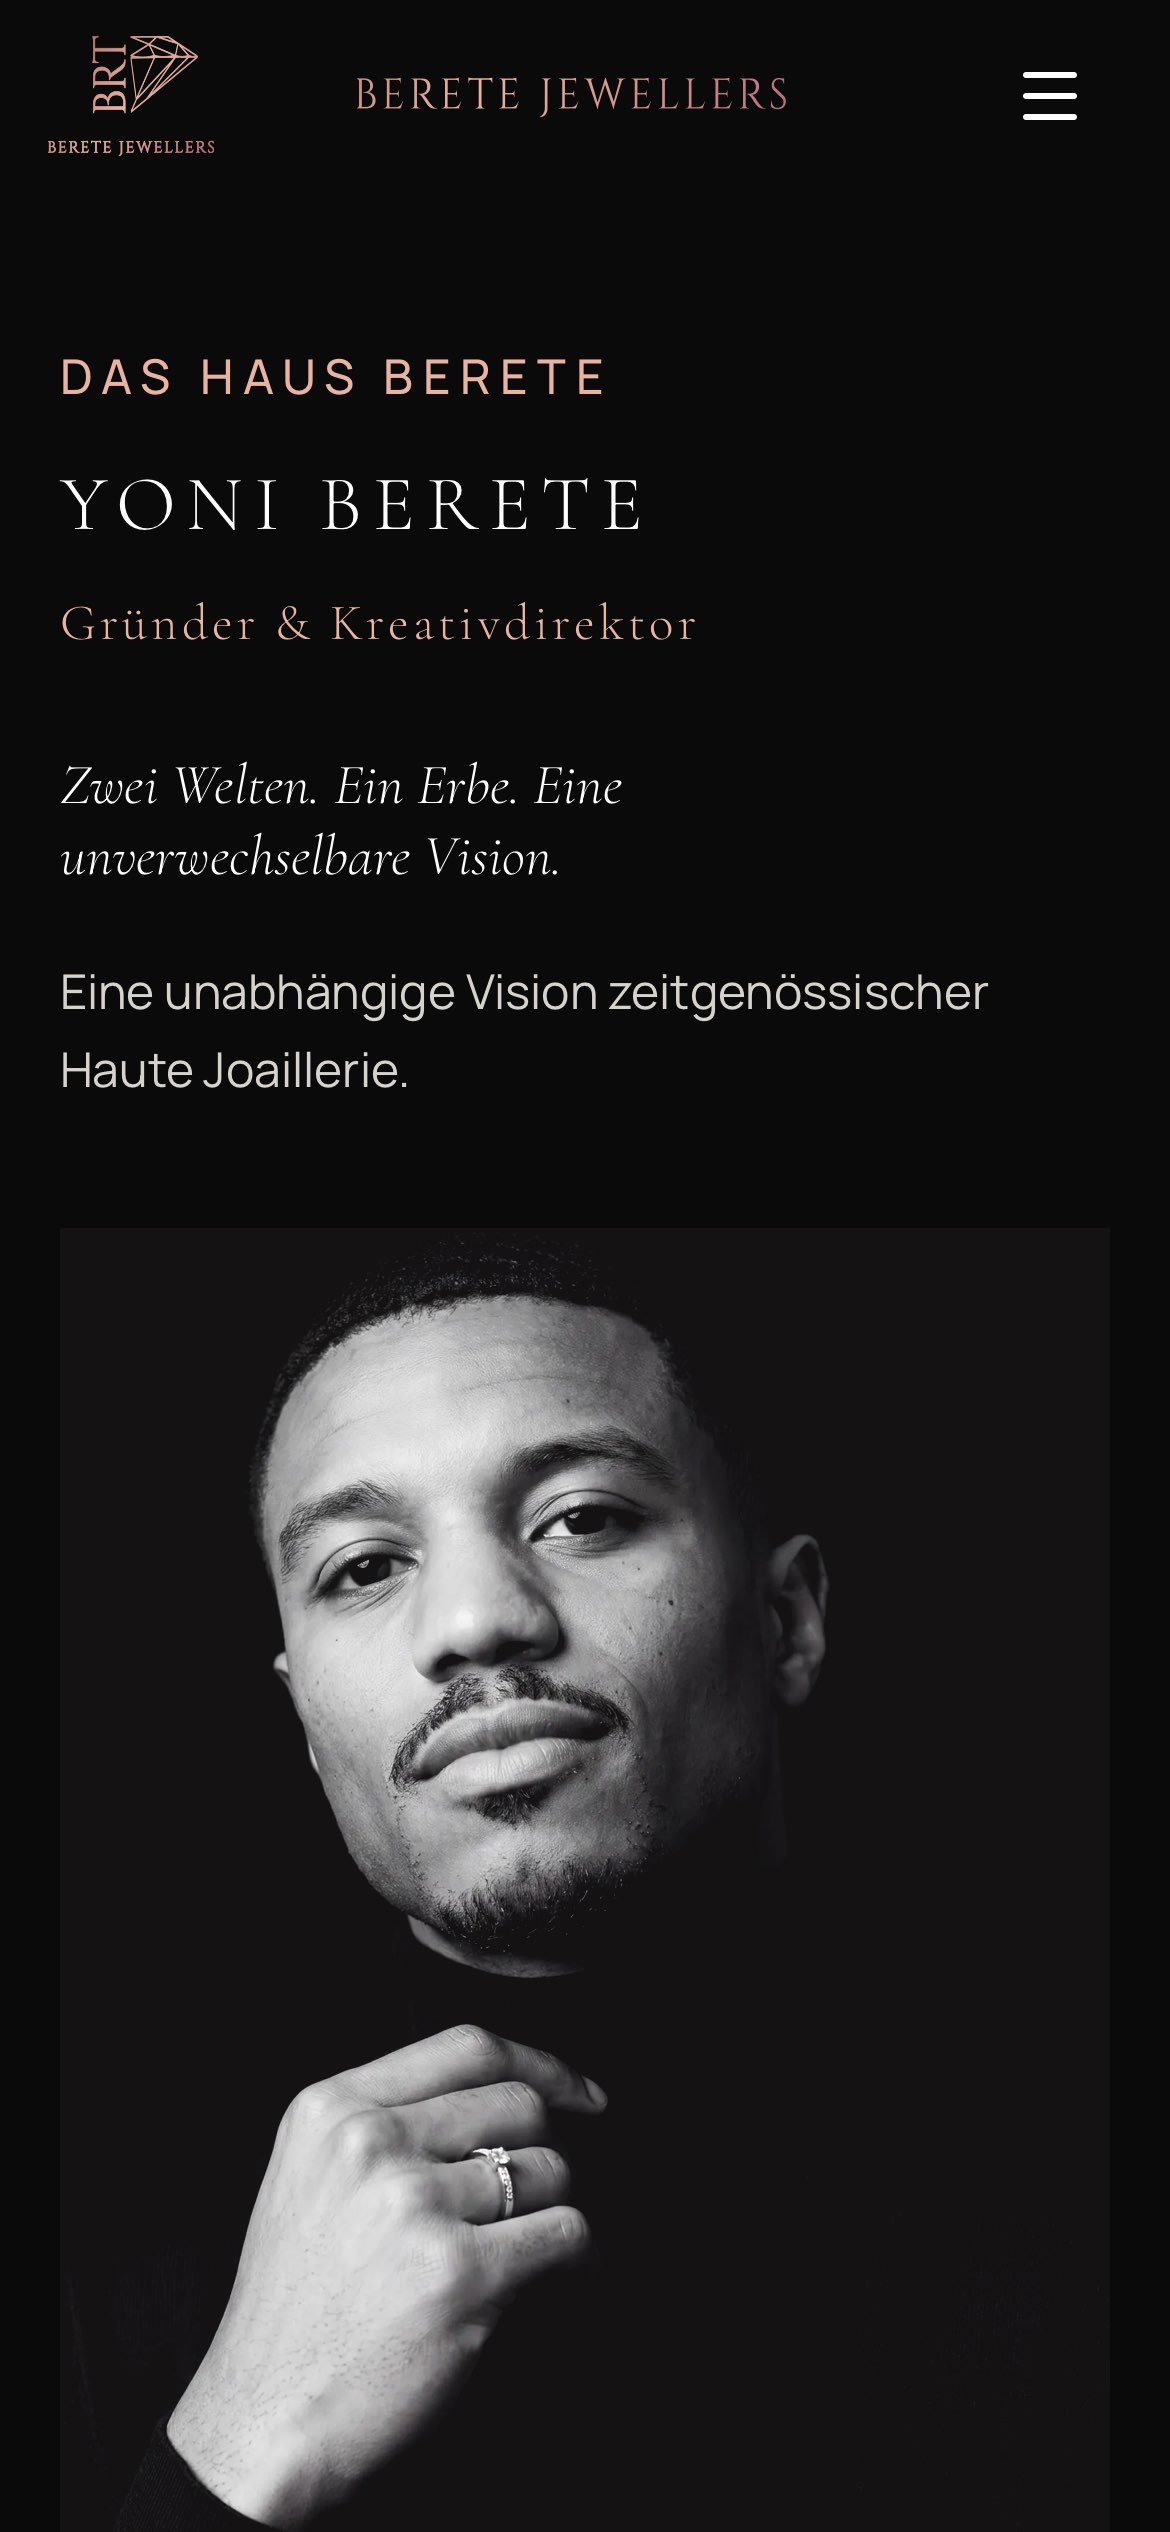 BRT
BERETE JEWELLERS
BERETE JEWELLERS
DAS HAUS BERETE
YONI BERETE
Gründer & Kreativdirektor
Zwei Welten. Ein Erbe. Eine
unverwechselbare Vision.
Eine unabhängige Vision zeitgenössischer
Haute Joaillerie.